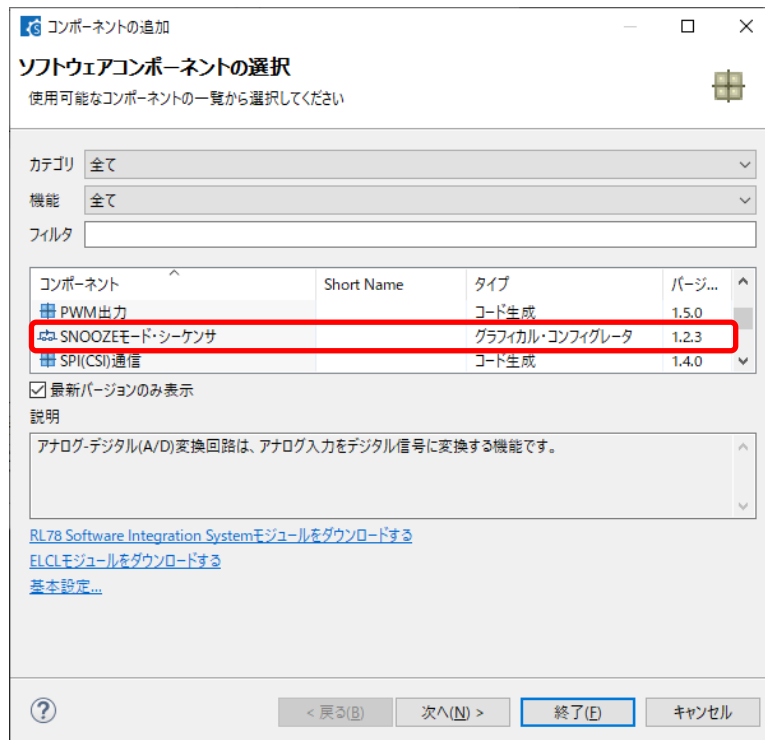 コンポーネントの追加
ソフトウェアコンポーネントの選択
使用可能なコンポーネントの一覧から選択してください
カテゴリ 全て
機能 全て
フィルタ
コンポーネント Short Name タイプ バージ...
PWM出力 コード生成 1.5.0
SNOOZEモード・シーケンサ グラフィカル・コンフィグレータ 1.2.3
SPI(CSI)通信 コード生成 1.4.0
最新バージョンのみ表示
説明
アナログ-デジタル(A/D)変換回路は、アナログ入力をデジタル信号に変換する機能です。
RL78 Software Integration Systemモジュールをダウンロードする
ELCLモジュールをダウンロードする
基本設定...
? < 戻る(B) 次へ(N) > 終了(F) キャンセル